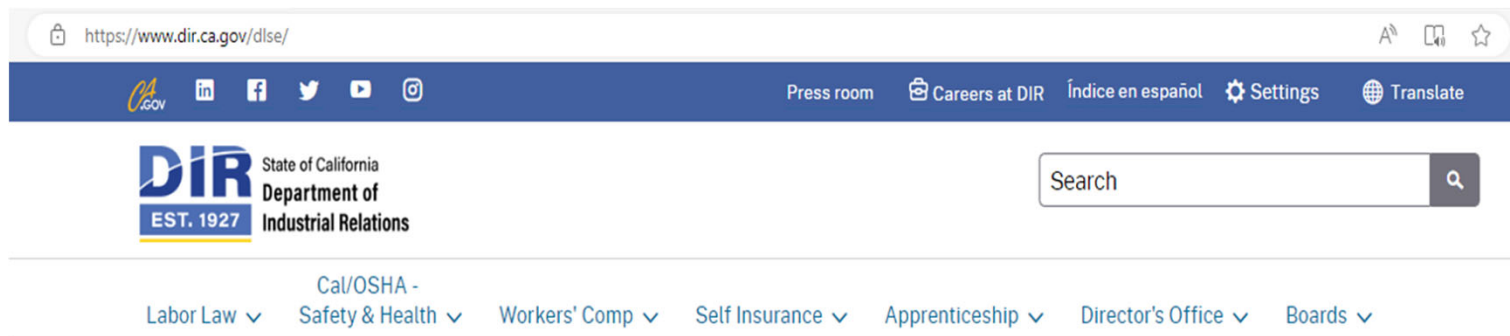 https://www.dir.ca.gov/dlse/
CA.GOV Press room Careers at DIR Índice en español Settings Translate
DIR
EST. 1927
State of California
Department of
Industrial Relations
Search
Labor Law Cal/OSHA -
Safety & Health Workers' Comp Self Insurance Apprenticeship Director's Office Boards